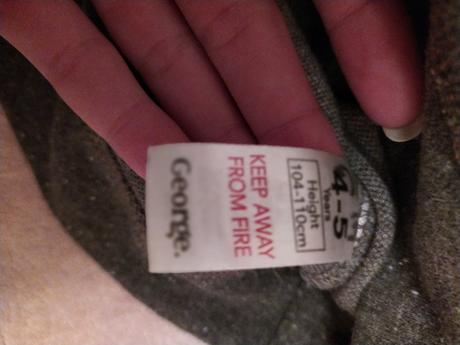 4-5
Years
Height
104-110cm
KEEP AWAY
FROM FIRE
George.